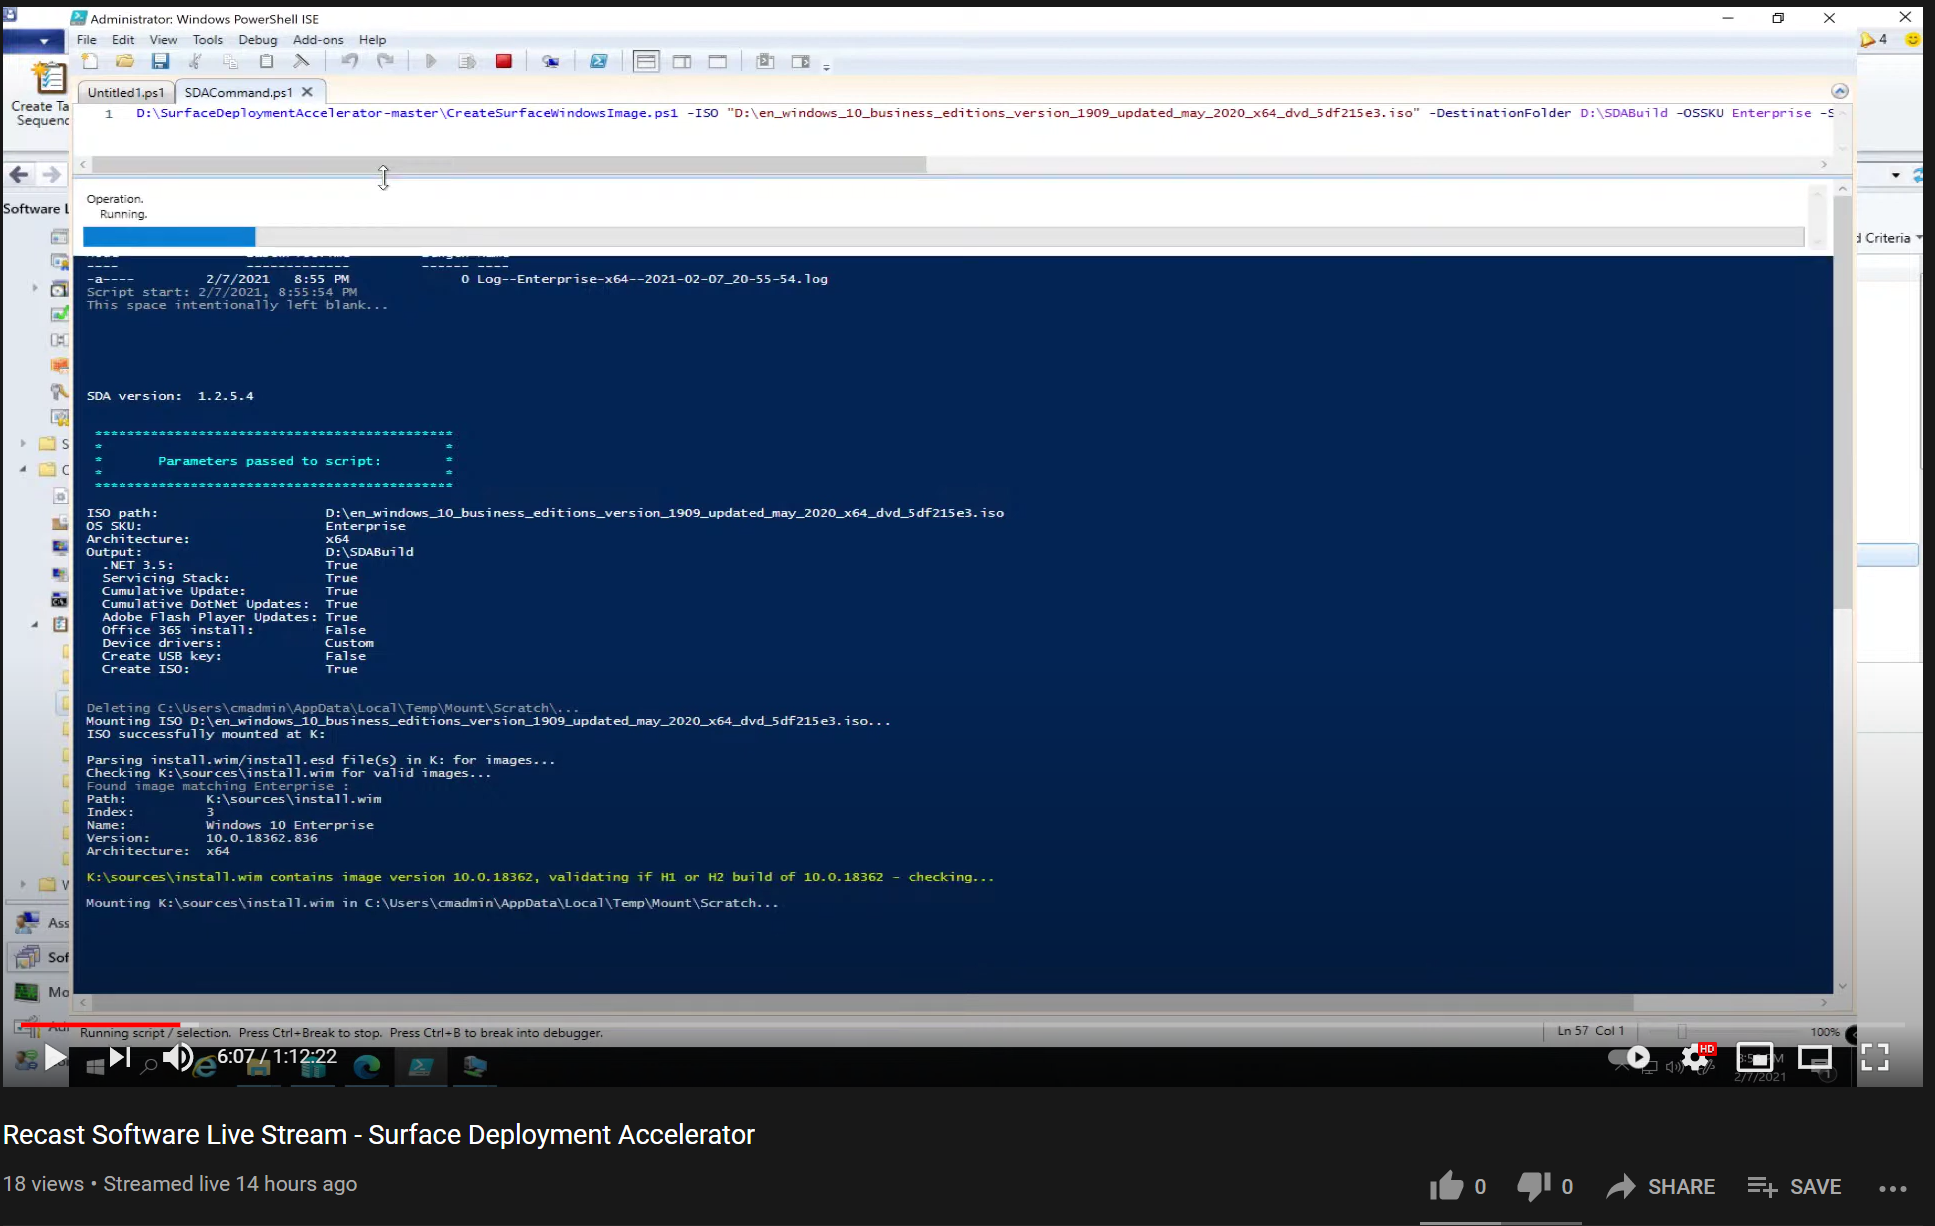 Administrator: Windows PowerShell ISE
File Edit View Tools Debug Add-ons Help
4
Create Ta
Sequenc
Untitled1.ps1 SDACommand.ps1
1 D:\SurfaceDeploymentAccelerator-master\CreateSurfaceWindowsImage.ps1 -ISO "D:\en_windows_10_business_editions_version_1909_updated_may_2020_x64_dvd_5df215e3.iso" -DestinationFolder D:\SDABuild -OSSKU Enterprise -S
Software L
Operation.
Running.
d Criteria
-a---- 2/7/2021 8:55 PM 0 Log--Enterprise-x64--2021-02-07_20-55-54.log
Script start: 2/7/2021, 8:55:54 PM
This space intentionally left blank...
SDA version: 1.2.5.4
*********************************************
* *
* Parameters passed to script: *
* *
*********************************************
ISO path: D:\en_windows_10_business_editions_version_1909_updated_may_2020_x64_dvd_5df215e3.iso
OS SKU: Enterprise
Architecture: x64
Output: D:\SDABuild
.NET 3.5: True
Servicing Stack: True
Cumulative Update: True
Cumulative DotNet Updates: True
Adobe Flash Player Updates: True
Office 365 install: False
Device drivers: Custom
Create USB key: False
Create ISO: True
Deleting C:\Users\cmadmin\AppData\Local\Temp\Mount\Scratch\...
Mounting ISO D:\en_windows_10_business_editions_version_1909_updated_may_2020_x64_dvd_5df215e3.iso...
ISO successfully mounted at K:
Parsing install.wim/install.esd file(s) in K: for images...
Checking K:\sources\install.wim for valid images...
Found image matching Enterprise :
Path: K:\sources\install.wim
Index: 3
Name: Windows 10 Enterprise
Version: 10.0.18362.836
Architecture: x64
K:\sources\install.wim contains image version 10.0.18362, validating if H1 or H2 build of 10.0.18362 - checking...
Mounting K:\sources\install.wim in C:\Users\cmadmin\AppData\Local\Temp\Mount\Scratch...
Ass
Sof
Mo
Running script / selection. Press Ctrl+Break to stop. Press Ctrl+B to break into debugger.
Ln 57 Col 1
100%
6:07 / 1:12:22
HD
2/7/2021
Recast Software Live Stream - Surface Deployment Accelerator
18 views • Streamed live 14 hours ago
0 0 SHARE SAVE